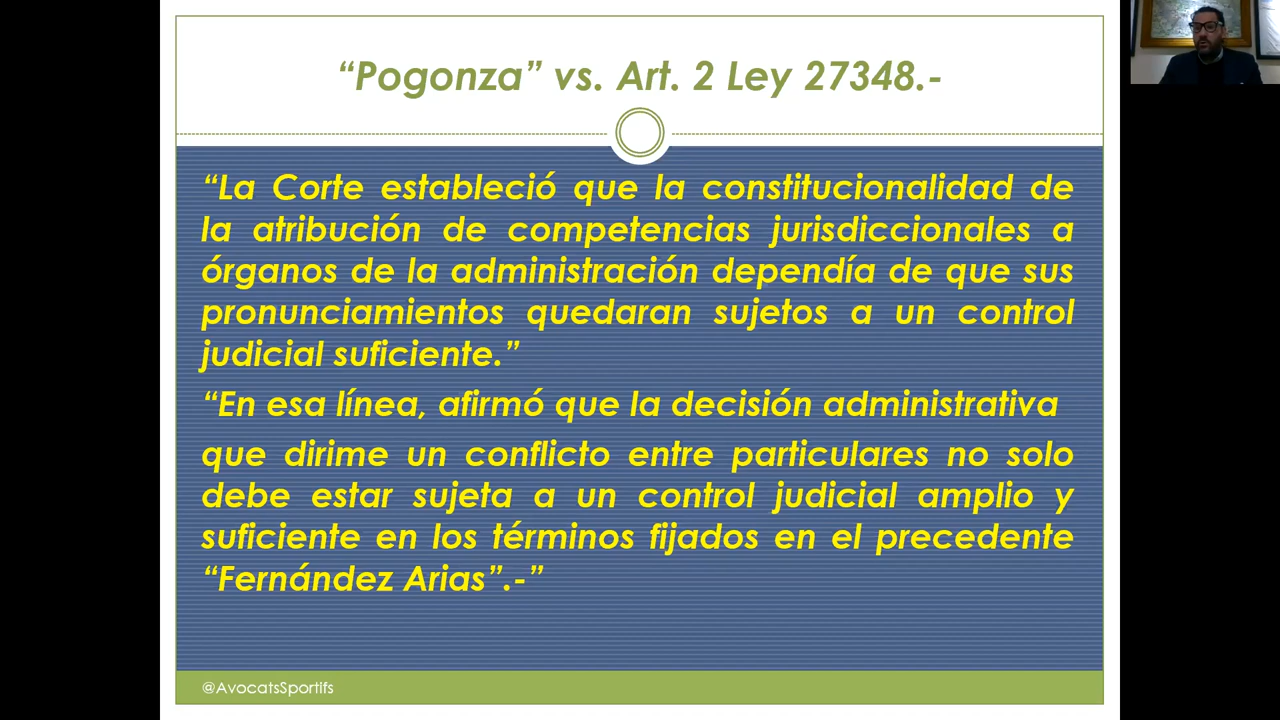 “Pogonza” vs. Art. 2 Ley 27348.-
“La Corte estableció que la constitucionalidad de
la atribución de competencias jurisdiccionales a
órganos de la administración dependía de que sus
pronunciamientos quedaran sujetos a un control
judicial suficiente.”
“En esa línea, afirmó que la decisión administrativa
que dirime un conflicto entre particulares no solo
debe estar sujeta a un control judicial amplio y
suficiente en los términos fijados en el precedente
“Fernández Arias”.-”
@AvocatsSportifs